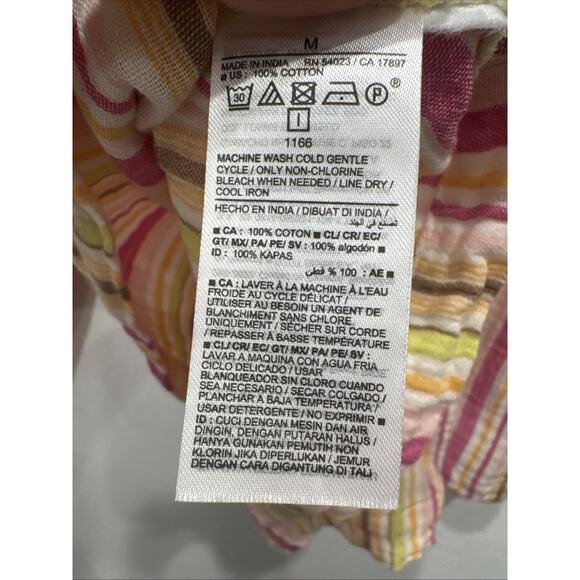 M
MADE IN INDIA RN 54023 / CA 17897
■ US : 100% COTTON
30 P ®
I
1166
MACHINE WASH COLD GENTLE
CYCLE / ONLY NON-CHLORINE
BLEACH WHEN NEEDED / LINE DRY /
COOL IRON
HECHO EN INDIA / DIBUAT DI INDIA /
الصنع في الهند
■ CA : 100% COTON ■ CL/ CR/ EC/
GT/ MX/ PA/ PE/ SV : 100% algodón / ■
ID : 100% KAPAS
■ AE : 100 % قطن
■ CA : LAVER À LA MACHINE À L'EAU
FROIDE AU CYCLE DÉLICAT /
UTILISER AU BESOIN UN AGENT DE
BLANCHIMENT SANS CHLORE
UNIQUEMENT / SÉCHER SUR CORDE
/ REPASSER À BASSE TEMPÉRATURE
■ CL/ CR/ EC/ GT/ MX/ PA/ PE/ SV :
LAVAR A MAQUINA CON AGUA FRIA
CICLO DELICADO / USAR
BLANQUEADOR SIN CLORO CUANDO
SEA NECESARIO / SECAR COLGADO /
PLANCHAR A BAJA TEMPERATURA /
USAR DETERGENTE / NO EXPRIMIR ■
ID : CUCI DENGAN MESIN DAN AIR
DINGIN, DENGAN PUTARAN HALUS /
HANYA GUNAKAN PEMUTIH NON
KLORIN JIKA DIPERLUKAN / JEMUR
DENGAN CARA DIGANTUNG DI TALI